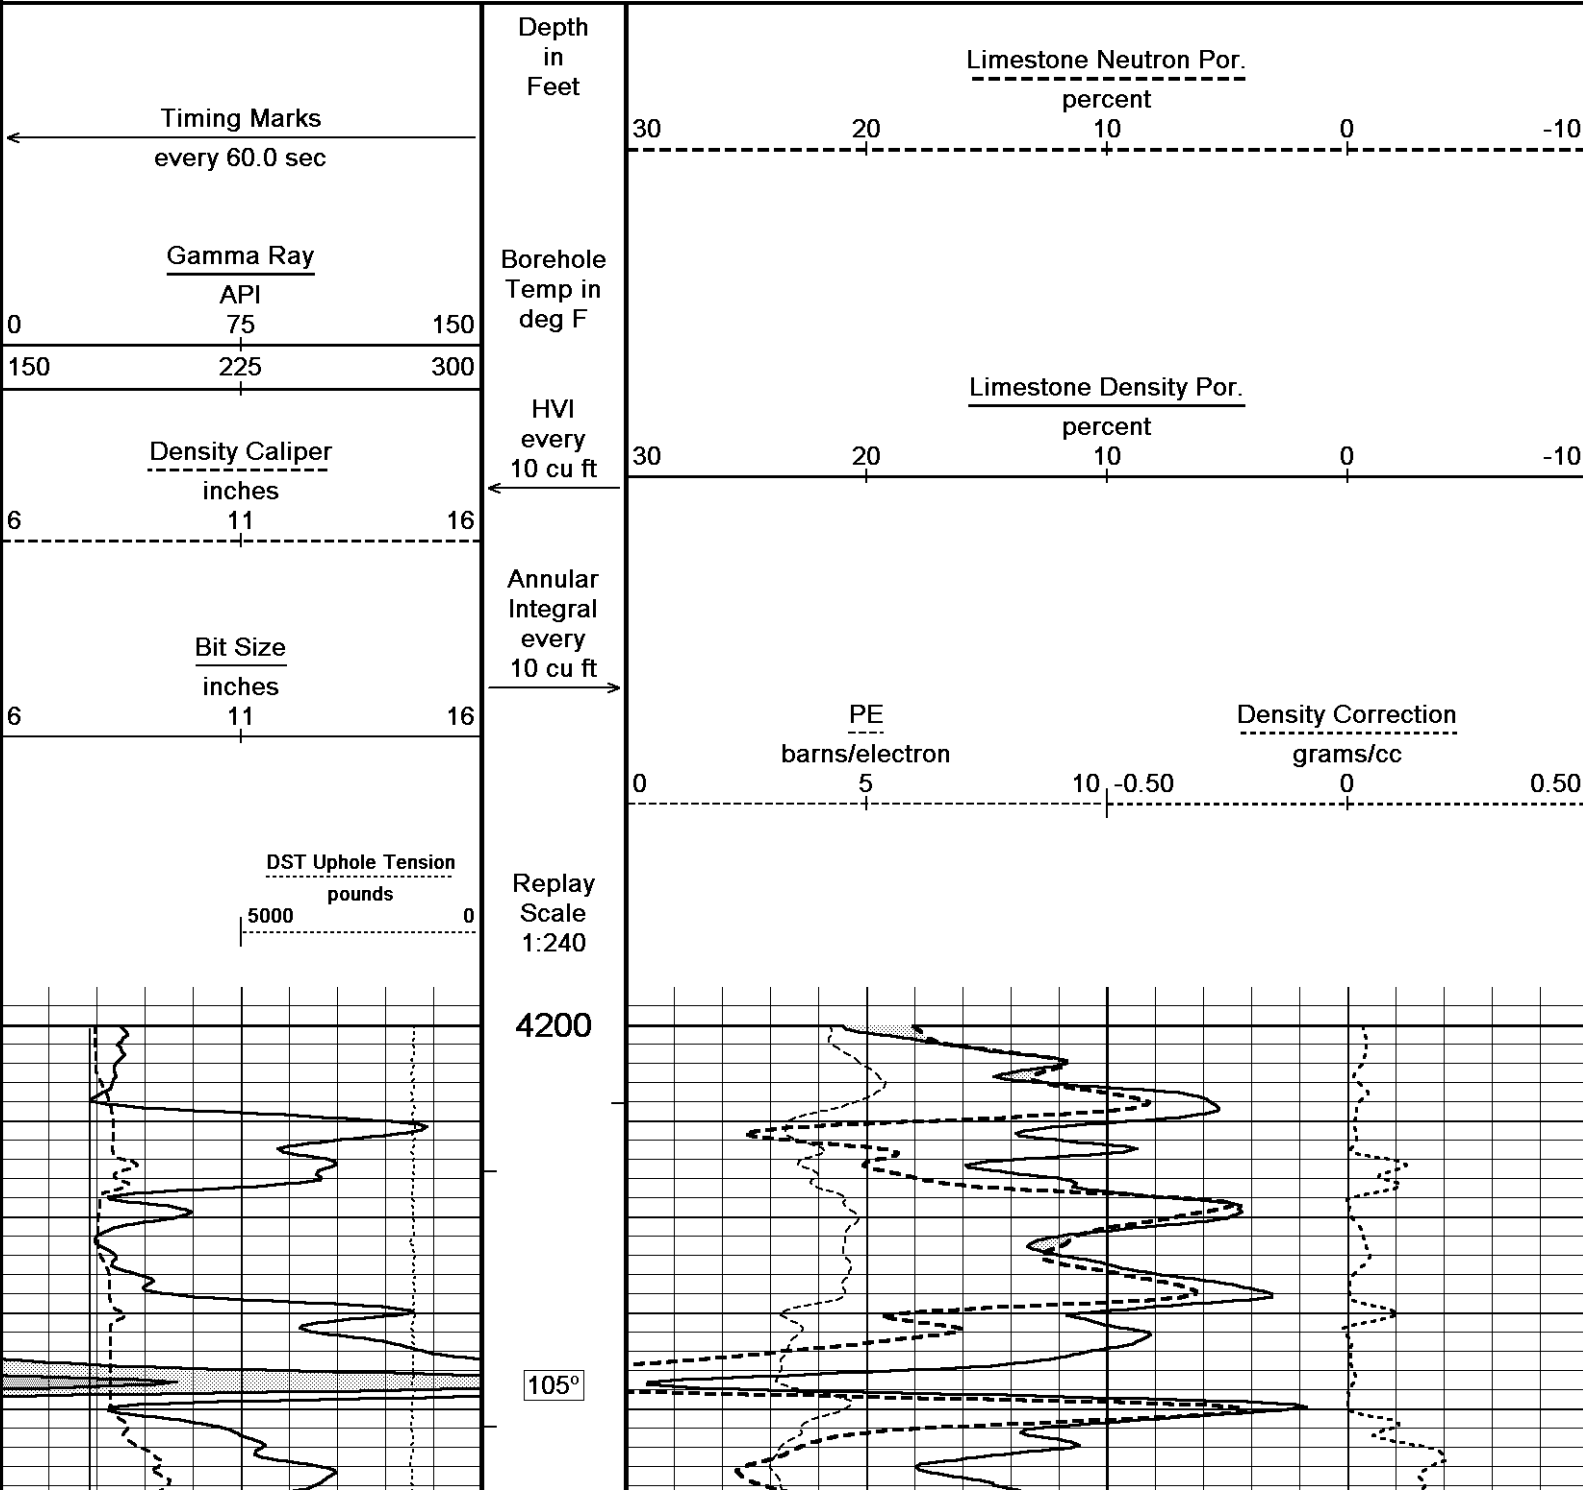 Timing Marks
every 60.0 sec
Gamma Ray
API
0 75 150
150 225 300
Density Caliper
inches
6 11 16
Bit Size
inches
6 11 16
DST Uphole Tension
pounds
5000 0
Depth
in
Feet
Borehole
Temp in
deg F
HVI
every
10 cu ft
Annular
Integral
every
10 cu ft
Replay
Scale
1:240
4200
105º
Limestone Neutron Por.
percent
30 20 10 0 -10
Limestone Density Por.
percent
30 20 10 0 -10
PE
barns/electron
0 5 10
Density Correction
grams/cc
-0.50 0 0.50